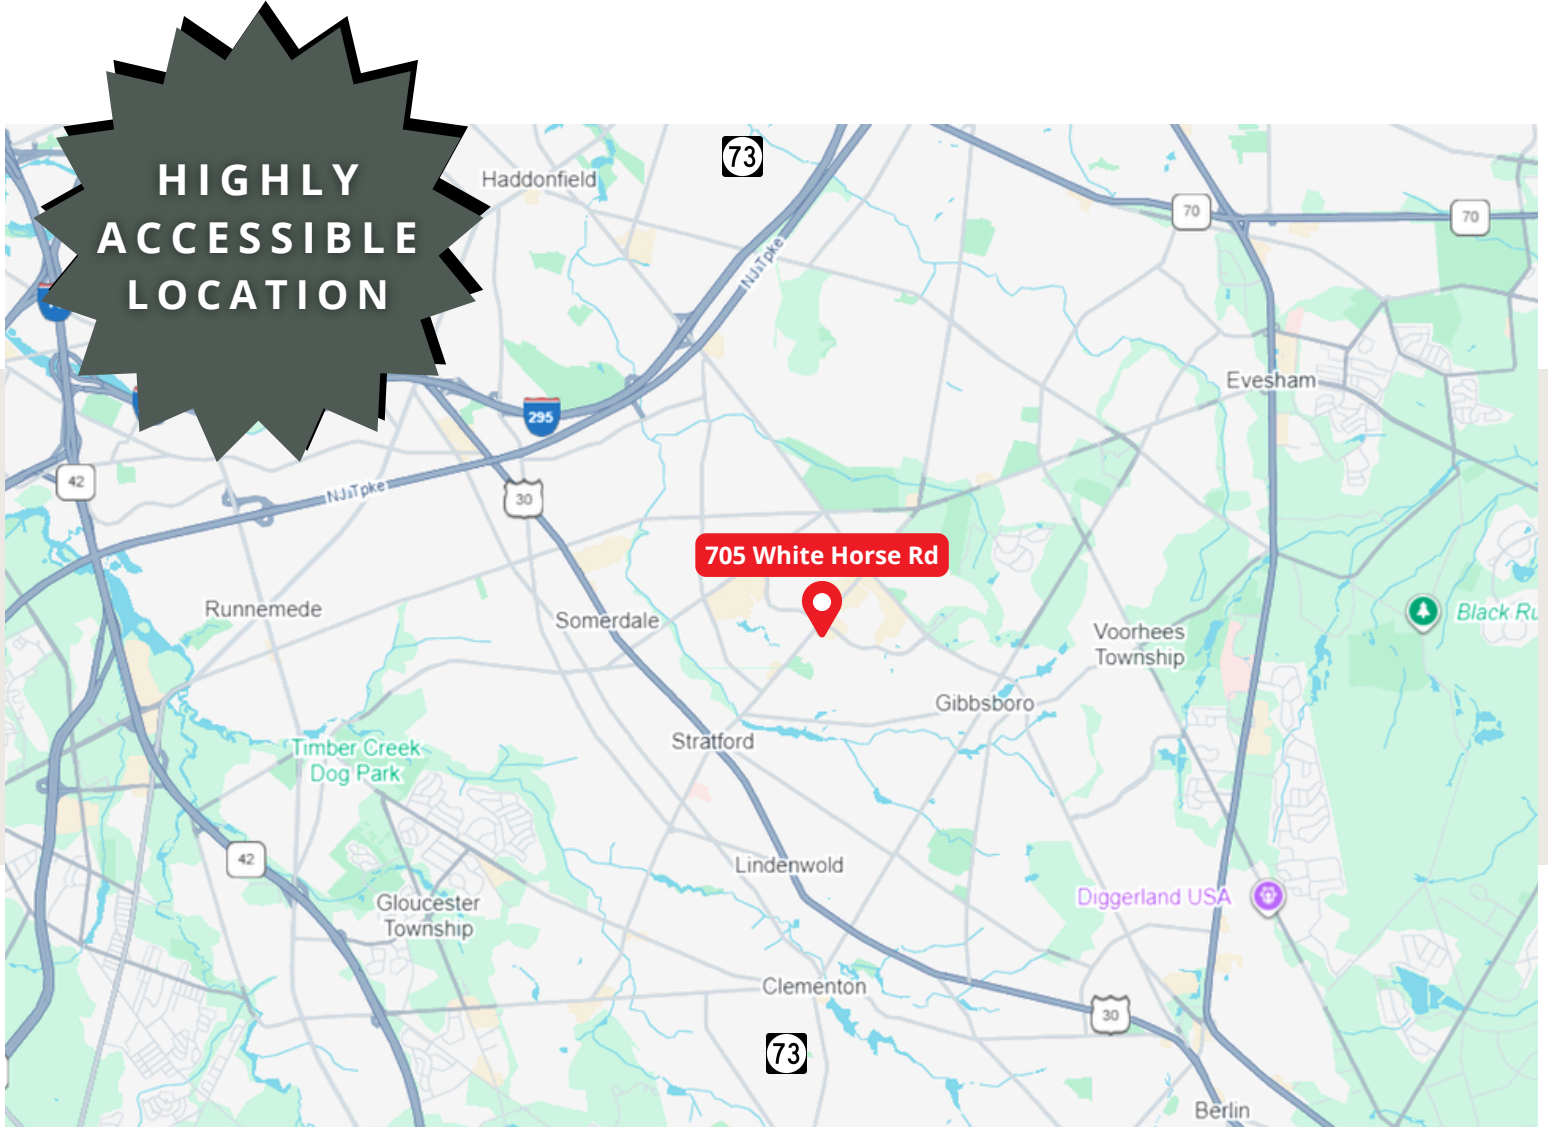 HIGHLY
ACCESSIBLE
LOCATION
73
Haddonfield
70
70
NJ Tpke
Evesham
295
42
NJ Tpke
30
705 White Horse Rd
Runnemede
Somerdale
Black Ru
Voorhees
Township
Gibbsboro
Stratford
Timber Creek
Dog Park
42
Lindenwold
Diggerland USA
Gloucester
Township
Clementon
30
73
Berlin